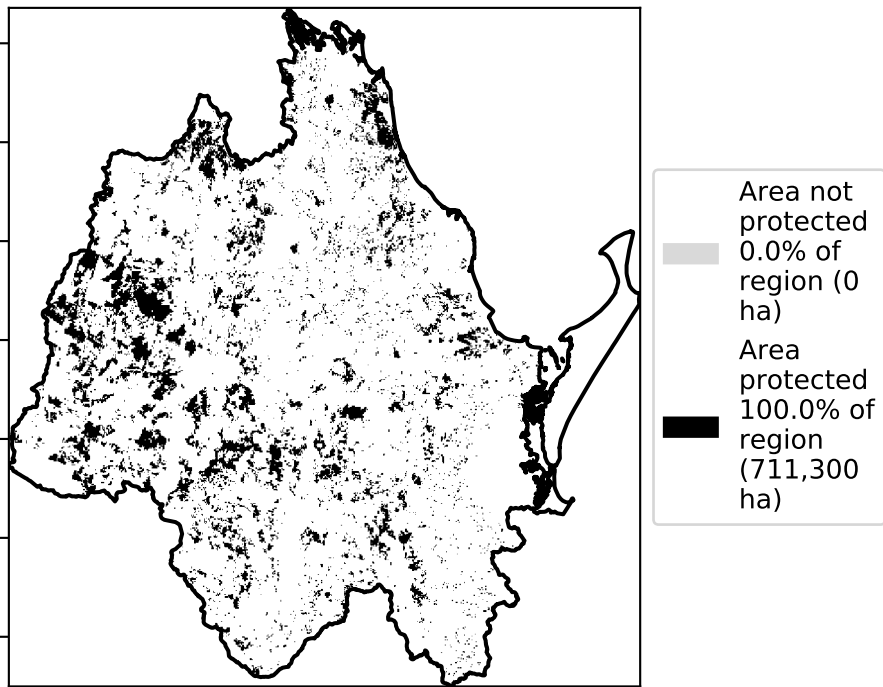 Area not
protected
0.0% of
region (0
ha)
Area
protected
100.0% of
region
(711,300
ha)